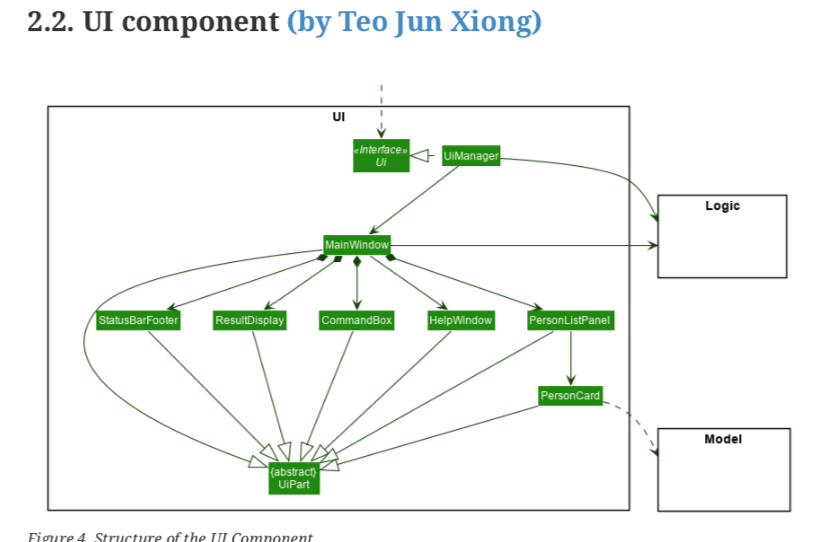 2.2. UI component (by Teo Jun Xiong)
UI
«Interface»
Ui
UiManager
Logic
MainWindow
StatusBarFooter
ResultDisplay
CommandBox
HelpWindow
PersonListPanel
PersonCard
Model
{abstract}
UiPart
Figure 4. Structure of the UI Component